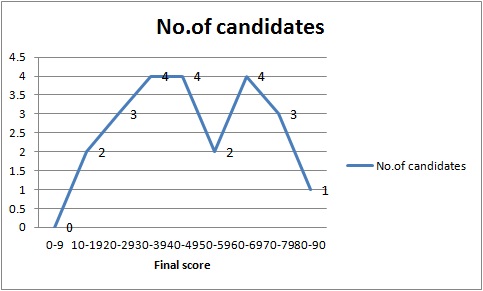 No.of candidates
4.5
4
3.5
3
2.5
2
1.5
1
0.5
0
0 2 3 4 4 2 4 3 1
0-9 10-19 20-29 30-39 40-49 50-59 60-69 70-79 80-90
Final score
No.of candidates